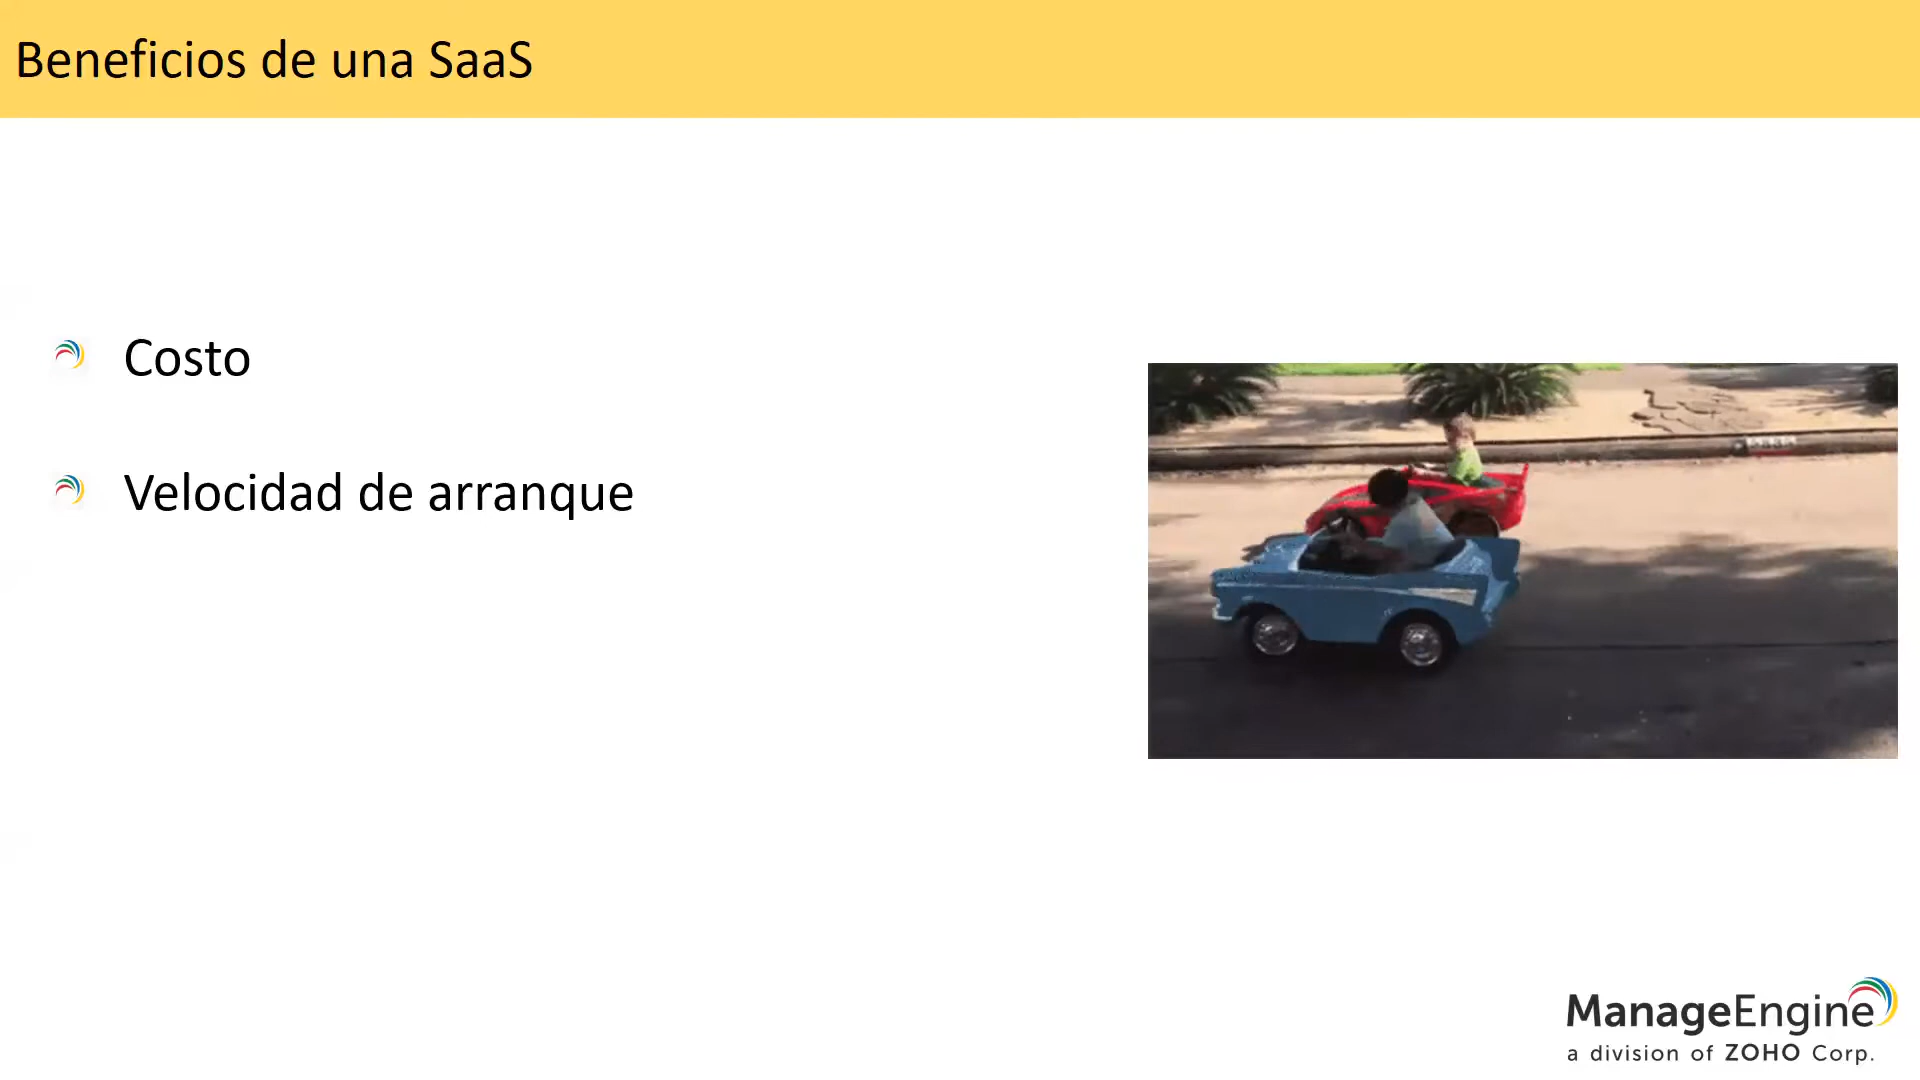 Beneficios de una SaaS
Costo
Velocidad de arranque
ManageEngine
a division of ZOHO Corp.